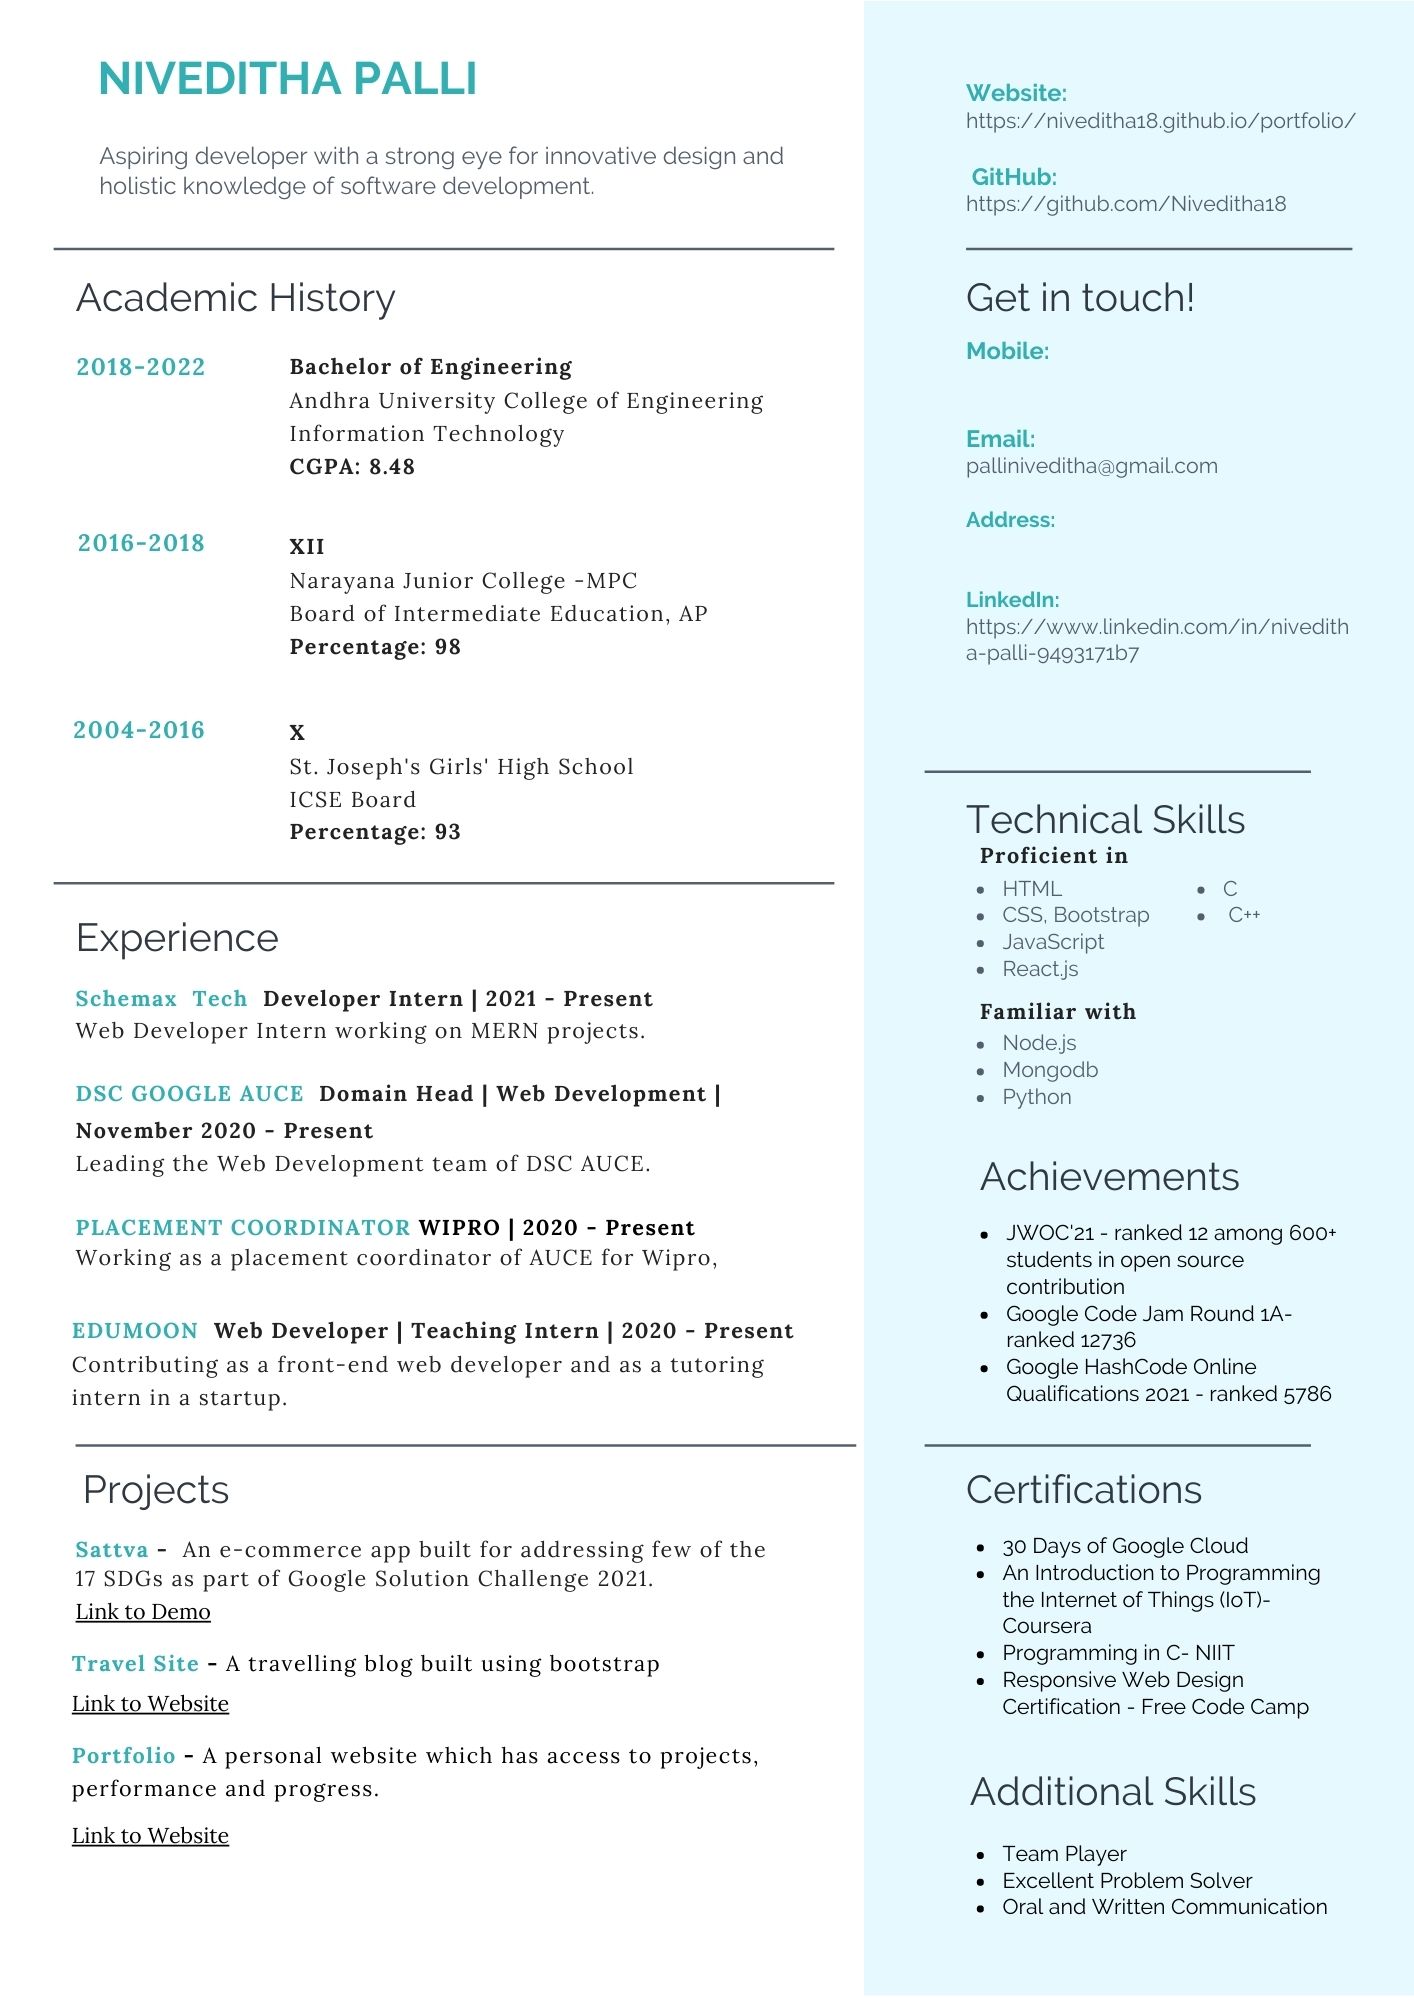 NIVEDITHA PALLI
Aspiring developer with a strong eye for innovative design and
holistic knowledge of software development.
Academic History
2018-2022
Bachelor of Engineering
Andhra University College of Engineering
Information Technology
CGPA: 8.48
2016-2018
XII
Narayana Junior College -MPC
Board of Intermediate Education, AP
Percentage: 98
2004-2016
X
St. Joseph's Girls' High School
ICSE Board
Percentage: 93
Experience
Schemax Tech Developer Intern | 2021 - Present
Web Developer Intern working on MERN projects.
DSC GOOGLE AUCE Domain Head | Web Development |
November 2020 - Present
Leading the Web Development team of DSC AUCE.
PLACEMENT COORDINATOR WIPRO | 2020 - Present
Working as a placement coordinator of AUCE for Wipro,
EDUMOON Web Developer | Teaching Intern | 2020 - Present
Contributing as a front-end web developer and as a tutoring
intern in a startup.
Projects
Sattva - An e-commerce app built for addressing few of the
17 SDGs as part of Google Solution Challenge 2021.
Link to Demo
Travel Site - A travelling blog built using bootstrap
Link to Website
Portfolio - A personal website which has access to projects,
performance and progress.
Link to Website
Website:
https://niveditha18.github.io/portfolio/
GitHub:
https://github.com/Niveditha18
Get in touch!
Mobile:
Email:
palliniveditha@gmail.com
Address:
LinkedIn:
https://www.linkedin.com/in/nivedith
a-palli-9493171b7
Technical Skills
Proficient in
• HTML
• CSS, Bootstrap
• JavaScript
• React.js
• C
• C++
Familiar with
• Node.js
• Mongodb
• Python
Achievements
• JWOC'21 - ranked 12 among 600+
students in open source
contribution
• Google Code Jam Round 1A-
ranked 12736
• Google HashCode Online
Qualifications 2021 - ranked 5786
Certifications
• 30 Days of Google Cloud
• An Introduction to Programming
the Internet of Things (IoT)-
Coursera
• Programming in C- NIIT
• Responsive Web Design
Certification - Free Code Camp
Additional Skills
• Team Player
• Excellent Problem Solver
• Oral and Written Communication